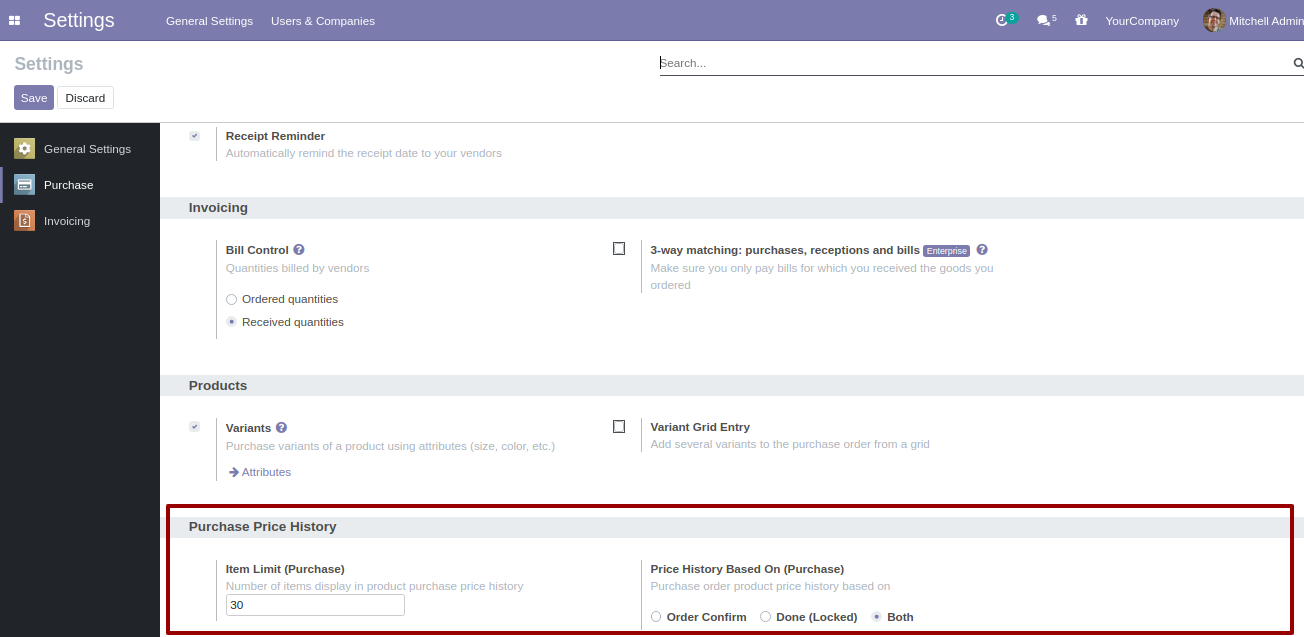 Settings General Settings Users & Companies 3 5 YourCompany Mitchell Admin
Settings Search...
Save Discard
General Settings
Purchase
Invoicing
Receipt Reminder
Automatically remind the receipt date to your vendors
Invoicing
Bill Control ?
Quantities billed by vendors
Ordered quantities
Received quantities
3-way matching: purchases, receptions and bills Enterprise ?
Make sure you only pay bills for which you received the goods you
ordered
Products
Variants ?
Purchase variants of a product using attributes (size, color, etc.)
Attributes
Variant Grid Entry
Add several variants to the purchase order from a grid
Purchase Price History
Item Limit (Purchase)
Number of items display in product purchase price history
30
Price History Based On (Purchase)
Purchase order product price history based on
Order Confirm Done (Locked) Both